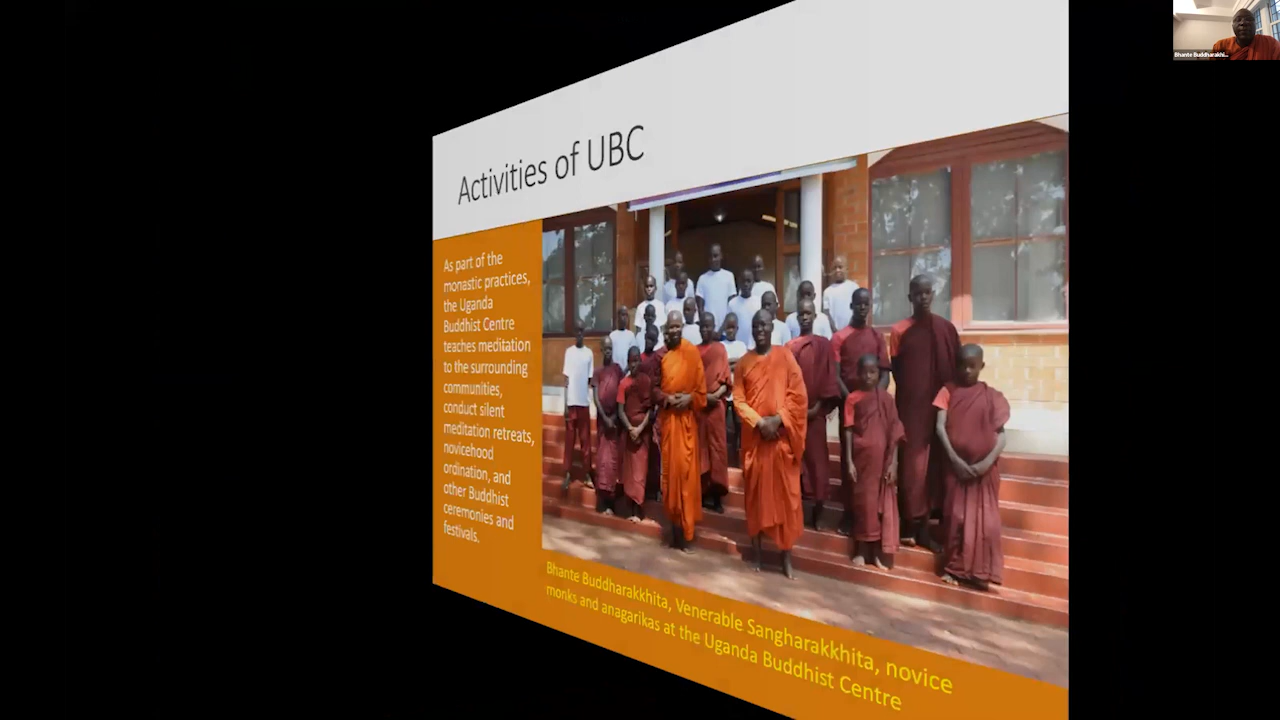 Activities of UBC
As part of the
monastic practices,
the Uganda
Buddhist Centre
teaches meditation
to the surrounding
communities,
conduct silent
meditation retreats,
novicehood
ordination, and
other Buddhist
ceremonies and
festivals.
Bhante Buddharakkhita, Venerable Sangharakkhita, novice
monks and anagarikas at the Uganda Buddhist Centre
Bhante Buddharakhi...